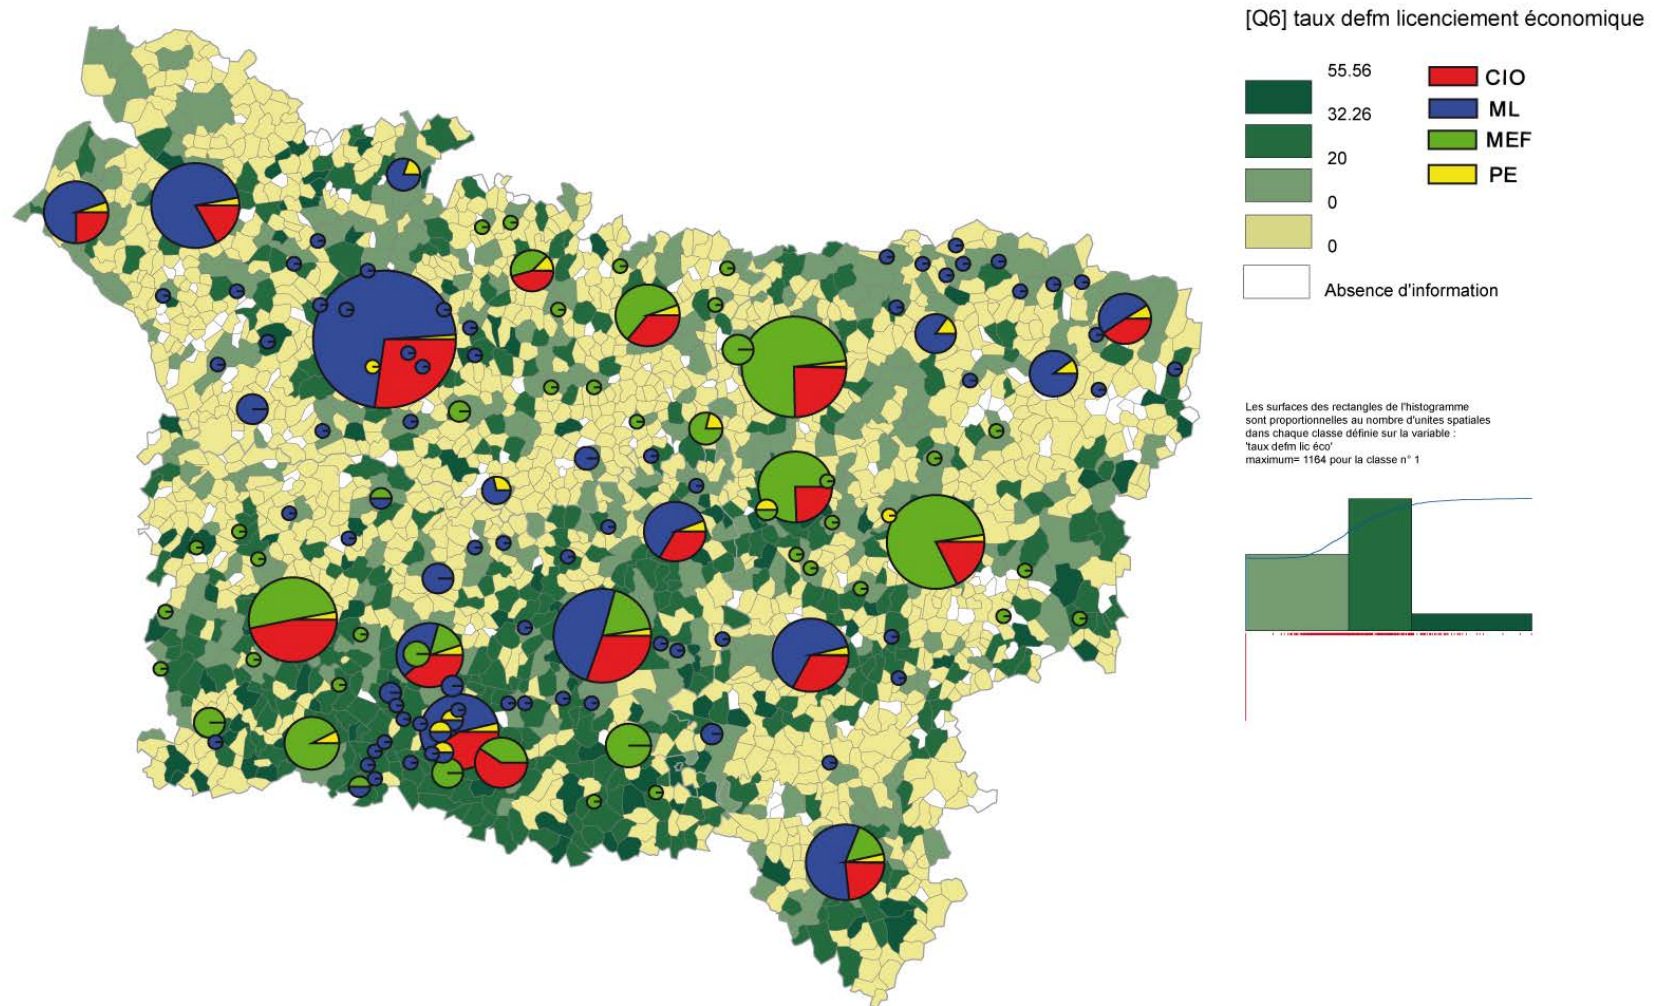 [Q6] taux defm licenciement économique
55.56
32.26
20
0
0
Absence d'information
CIO
ML
MEF
PE
Les surfaces des rectangles de l'histogramme
sont proportionnelles au nombre d'unites spatiales
dans chaque classe définie sur la variable :
'taux defm lic éco'
maximum= 1164 pour la classe n° 1